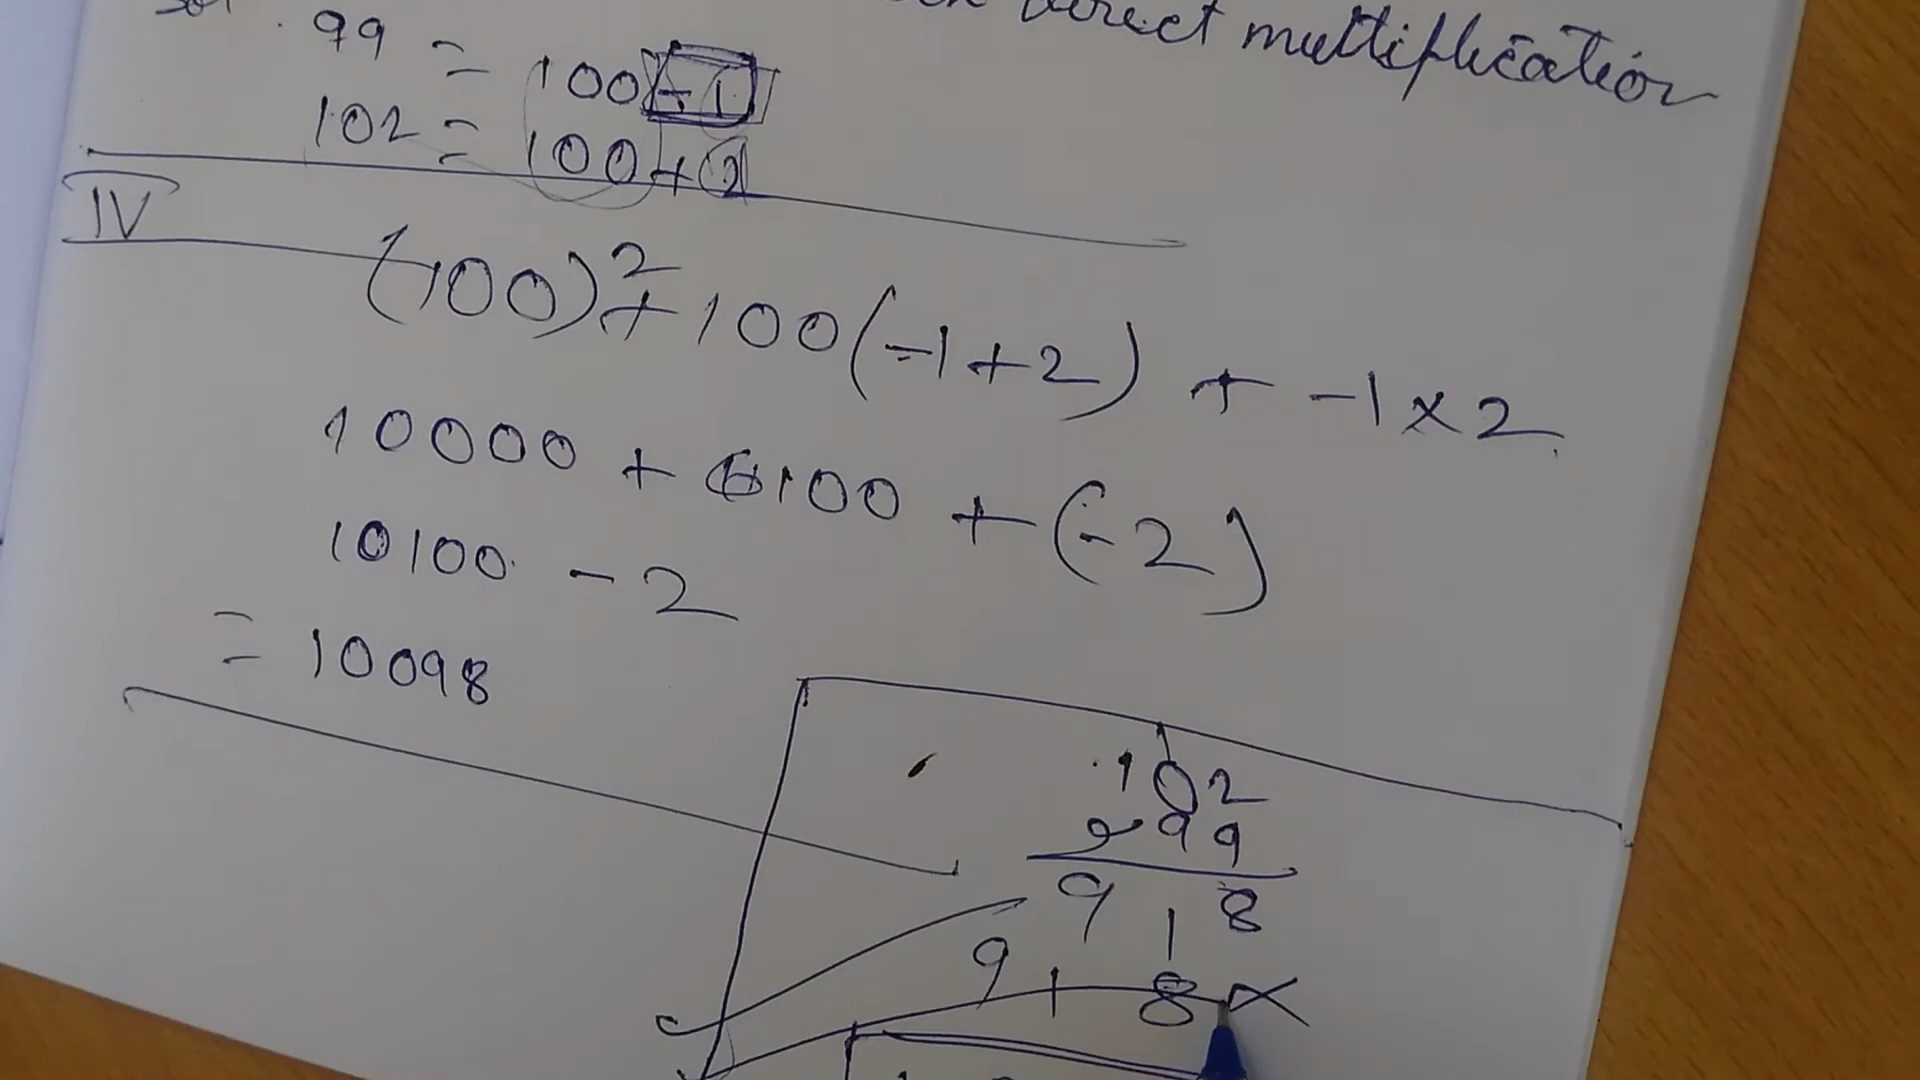 direct multiplication
99 = 100 - 1
102 = 100 + 2
IV
(100)² + 100(-1+2) + -1×2
10000 + 100 + (-2)
10100 - 2
= 10098
102
99
9 1 8
9 1 8 ×